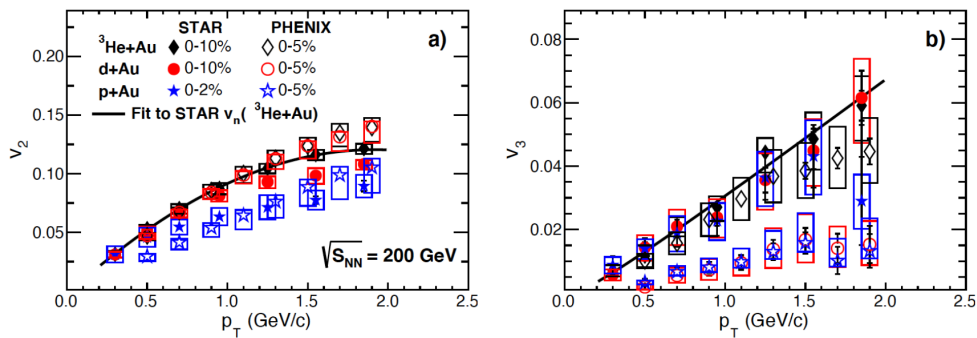 STAR PHENIX
³He+Au 0-10% 0-5%
d+Au 0-10% 0-5%
p+Au 0-2% 0-5%
Fit to STAR vₙ( ³He+Au)
a)
√S_NN = 200 GeV
v₂
0.20
0.15
0.10
0.05
0.0 0.5 1.0 1.5 2.0 2.5
p_T (GeV/c)
b)
v₃
0.08
0.06
0.04
0.02
0.00
0.0 0.5 1.0 1.5 2.0 2.5
p_T (GeV/c)